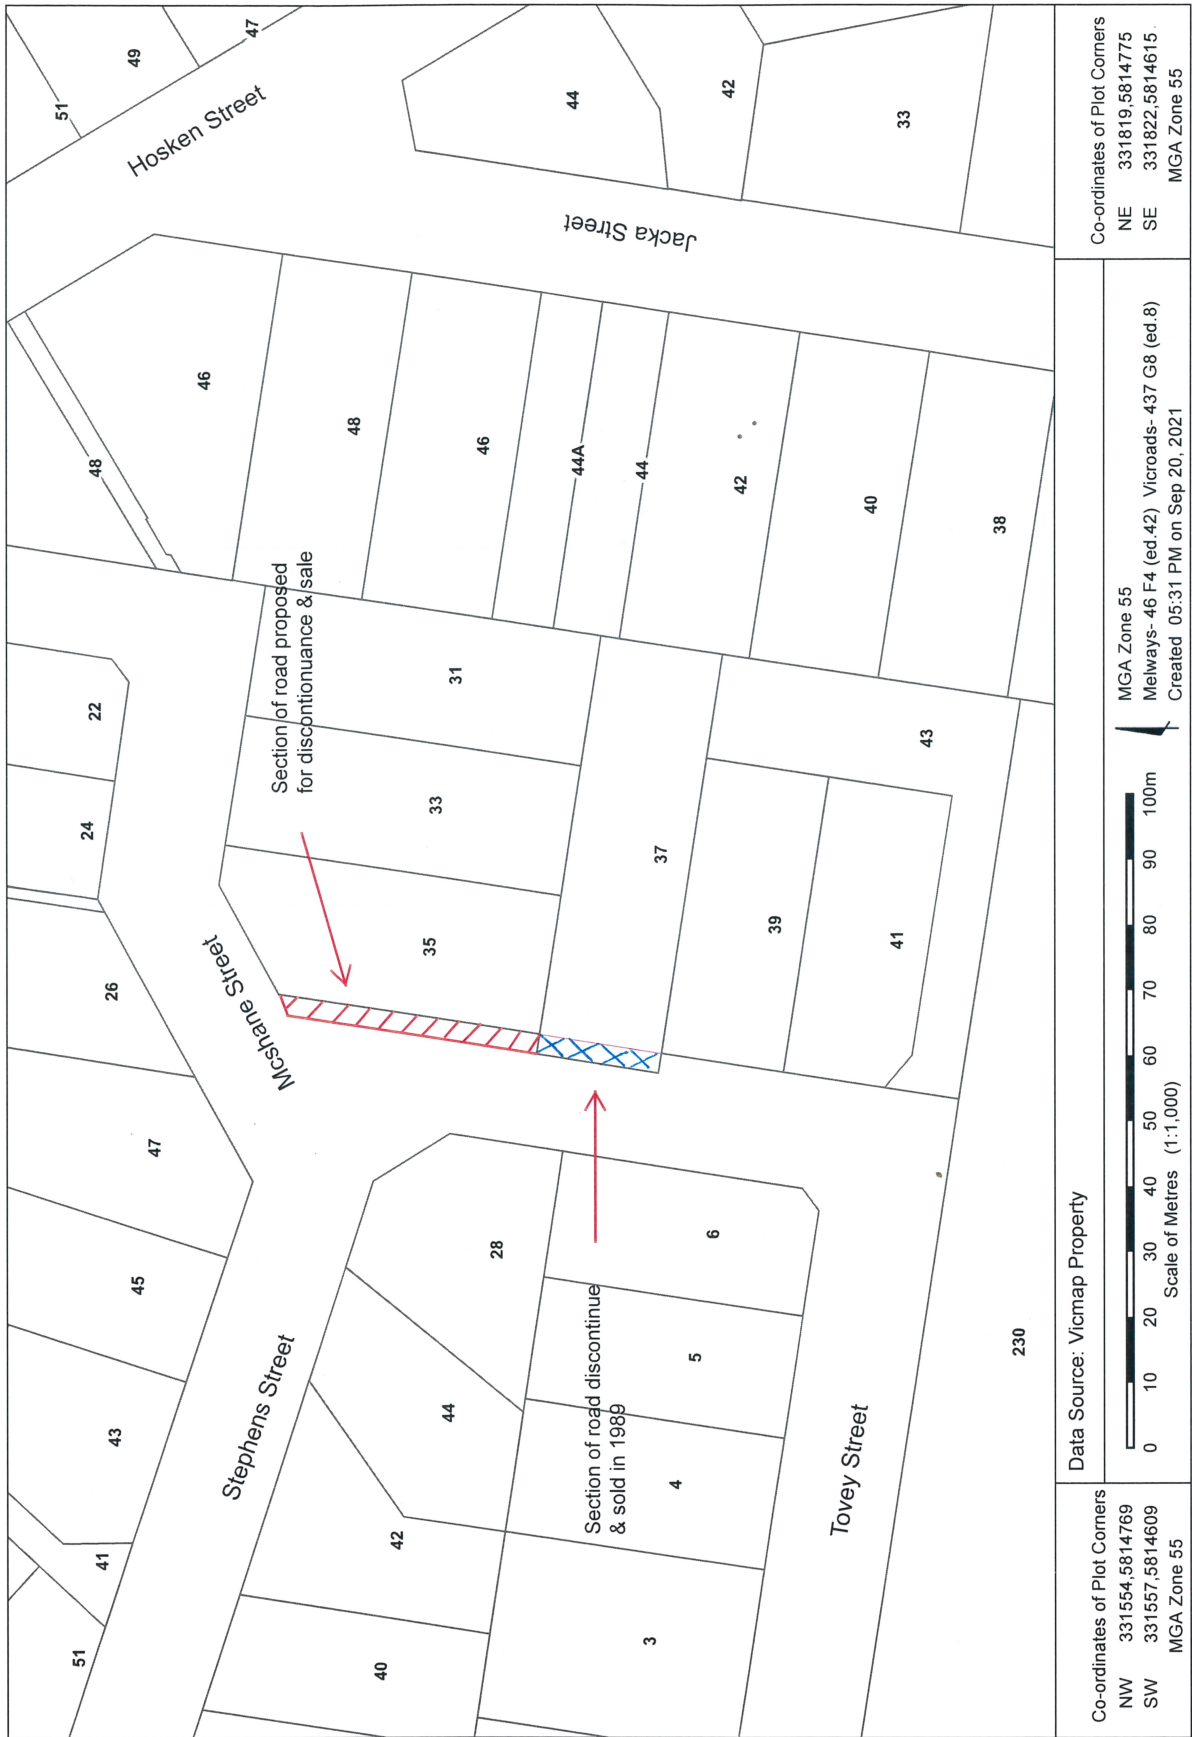 51
51
48
24
22
41
43
26
49
45
47
46
Hosken Street
47
Stephens Street
Mcshane Street
Section of road proposed
for discontinuance & sale
48
40
42
44
35
33
31
46
28
44
44A
Section of road discontinue
& sold in 1989
44
Jacka Street
3
4
5
6
37
42
42
39
Tovey Street
40
41
43
33
38
230
Co-ordinates of Plot Corners
NW 331554,5814769
SW 331557,5814609
MGA Zone 55
Data Source: Vicmap Property
0 10 20 30 40 50 60 70 80 90 100m
Scale of Metres (1:1,000)
MGA Zone 55
Melways- 46 F4 (ed.42) Vicroads- 437 G8 (ed.8)
Created 05:31 PM on Sep 20, 2021
Co-ordinates of Plot Corners
NE 331819,5814775
SE 331822,5814615
MGA Zone 55